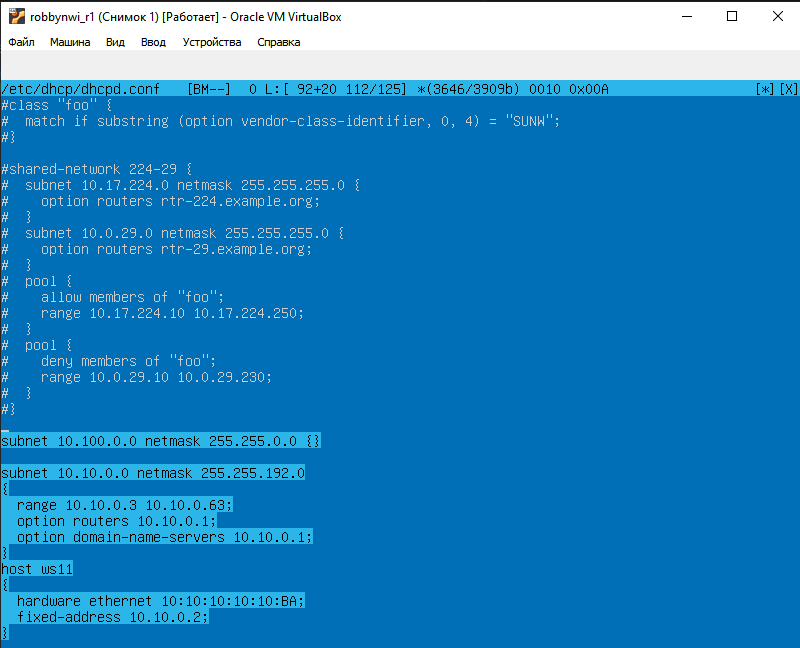 robbynwi_r1 (Снимок 1) [Работает] - Oracle VM VirtualBox
Файл Машина Вид Ввод Устройства Справка
/etc/dhcp/dhcpd.conf   [BM--]  0 L:[ 92+20 112/125] *(3646/3909b) 0010 0x00A                  [*][X]
#class "foo" {
#  match if substring (option vendor-class-identifier, 0, 4) = "SUNW";
#}
#shared-network 224-29 {
#  subnet 10.17.224.0 netmask 255.255.255.0 {
#    option routers rtr-224.example.org;
#  }
#  subnet 10.0.29.0 netmask 255.255.255.0 {
#    option routers rtr-29.example.org;
#  }
#  pool {
#    allow members of "foo";
#    range 10.17.224.10 10.17.224.250;
#  }
#  pool {
#    deny members of "foo";
#    range 10.0.29.10 10.0.29.230;
#  }
#}
subnet 10.100.0.0 netmask 255.255.0.0 {}
subnet 10.10.0.0 netmask 255.255.192.0
{
  range 10.10.0.3 10.10.0.63;
  option routers 10.10.0.1;
  option domain-name-servers 10.10.0.1;
}
host ws11
{
  hardware ethernet 10:10:10:10:10:BA;
  fixed-address 10.10.0.2;
}